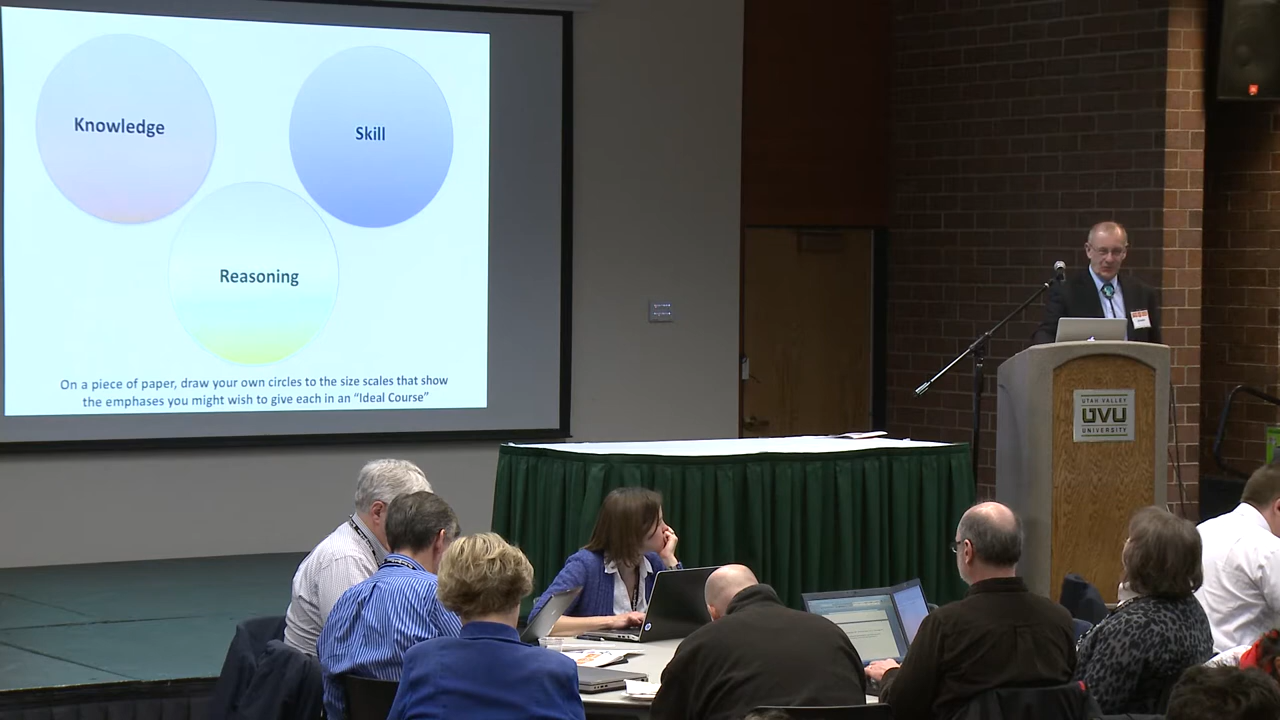 Knowledge
Skill
Reasoning
On a piece of paper, draw your own circles to the size scales that show
the emphases you might wish to give each in an “Ideal Course”
UTAH VALLEY
UVU
UNIVERSITY